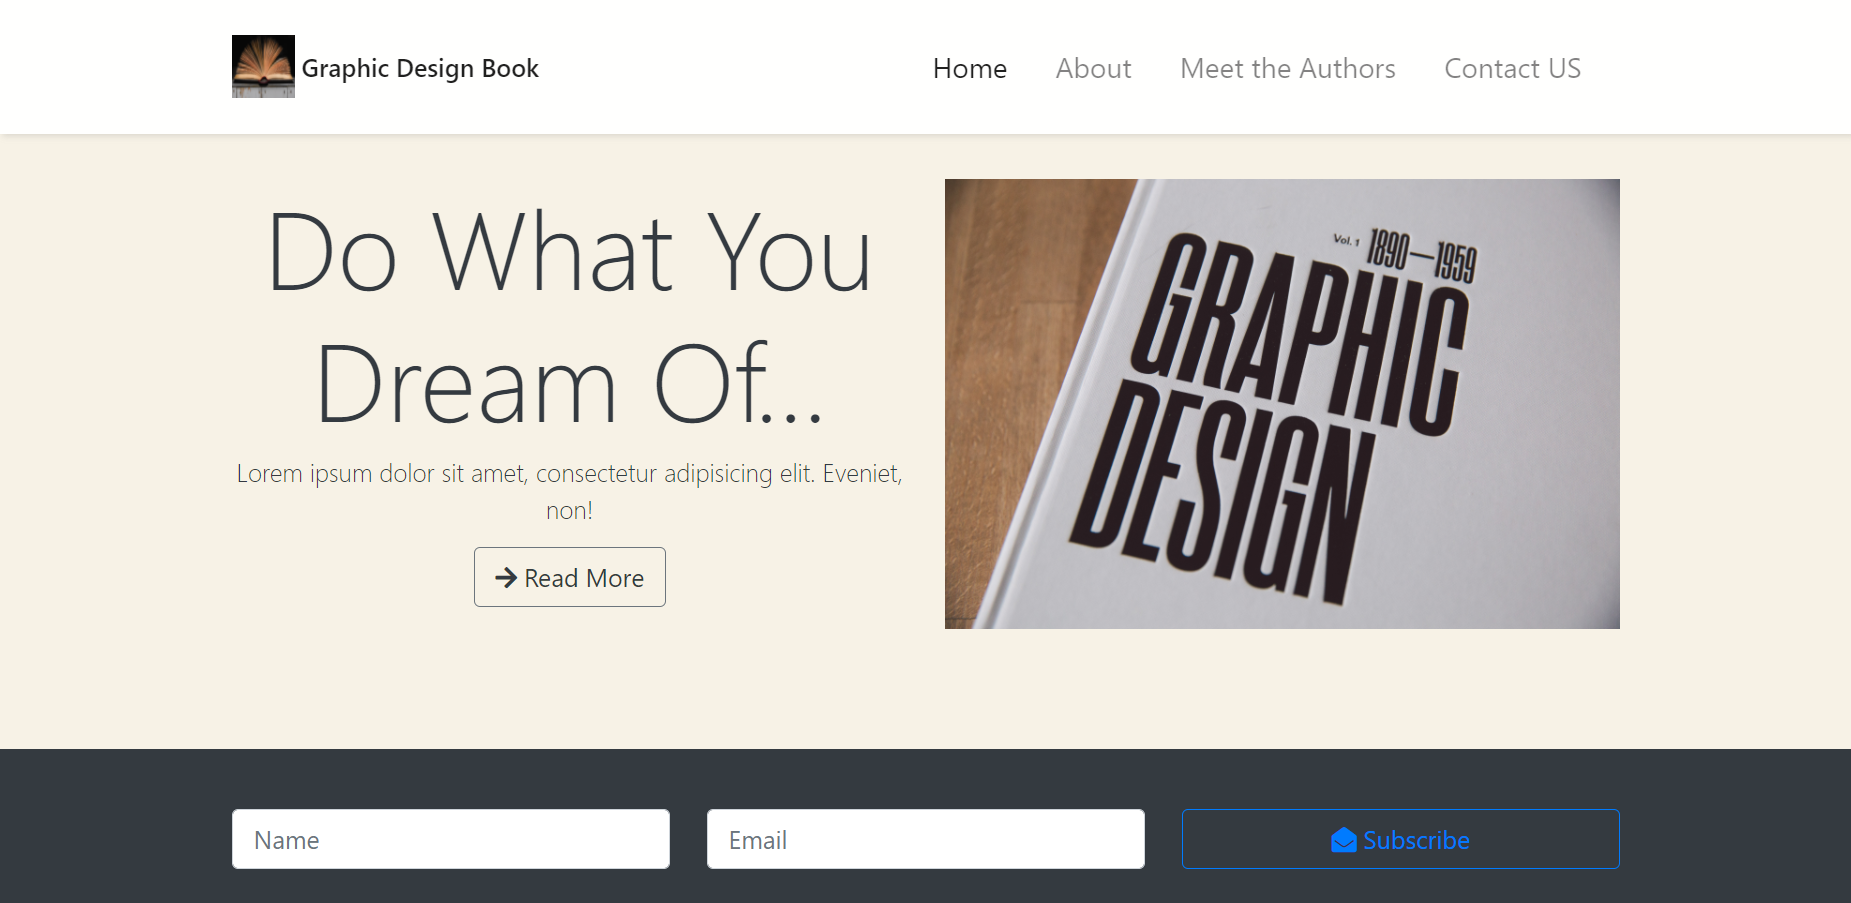 Graphic Design Book
Home About Meet the Authors Contact US
Do What You
Dream Of...
Lorem ipsum dolor sit amet, consectetur adipisicing elit. Eveniet,
non!
Read More
Vol. 1 1890—1959
GRAPHIC
DESIGN
Name
Email
Subscribe